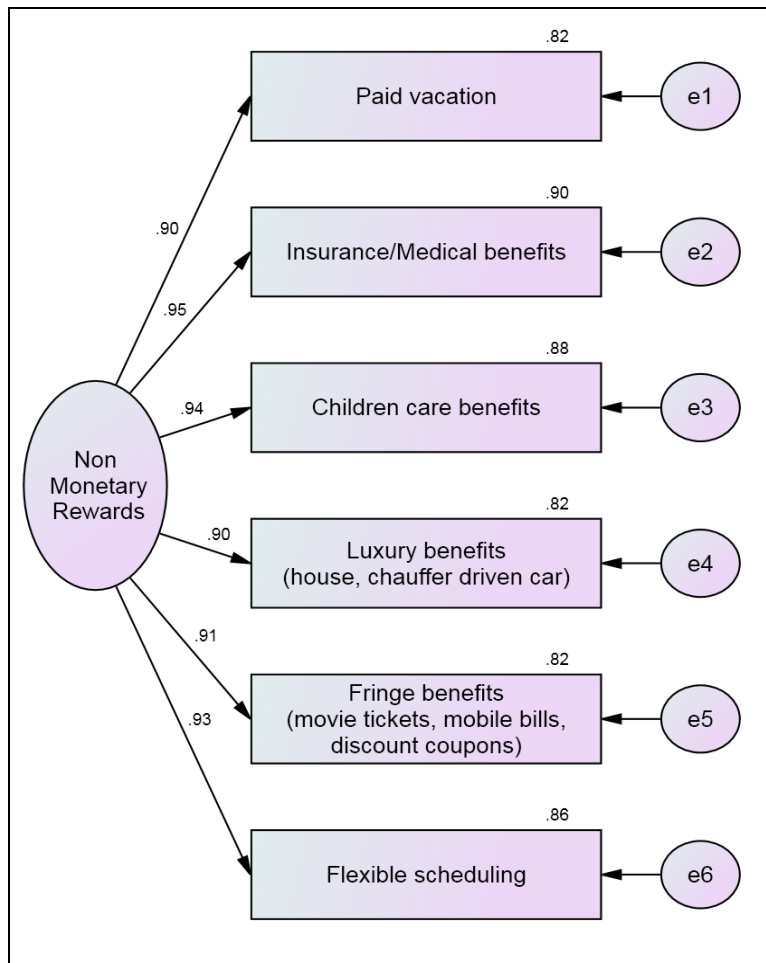 .82
Paid vacation
e1
.90
.90
Insurance/Medical benefits
e2
.95
.88
Children care benefits
e3
.94
Non
Monetary
Rewards
.82
.90
Luxury benefits
(house, chauffer driven car)
e4
.91
.82
Fringe benefits
(movie tickets, mobile bills,
discount coupons)
e5
.93
.86
Flexible scheduling
e6